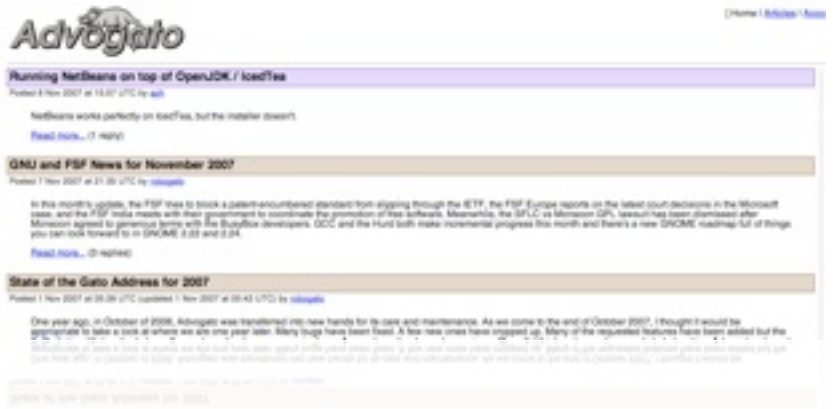 [Home | Articles | 
Advogato
Running NetBeans on top of OpenJDK / IcedTea
Posted 8 Nov 2007 at 15:07 UTC by aph
NetBeans works perfectly on IcedTea, but the installer doesn't.
Read more... (1 reply)
GNU and FSF News for November 2007
Posted 7 Nov 2007 at 21:30 UTC by robogato
In this month's update, the FSF tries to block a patent-encumbered standard from slipping through the IETF, the FSF Europe reports on the latest court decisions in the Microsoft
case, and the FSF India meets with their government to coordinate the promotion of free software. Meanwhile, the SFLC vs Monsoon GPL lawsuit has been dismissed after
Monsoon agreed to generous terms with the BusyBox developers. GCC and the Hurd both make incremental progress this month and there's a new GNOME roadmap full of things
you can look forward to in GNOME 2.22 and 2.24.
Read more... (3 replies)
State of the Gato Address for 2007
Posted 1 Nov 2007 at 05:39 UTC (updated 1 Nov 2007 at 05:42 UTC) by robogato
One year ago, in October of 2006, Advogato was transferred into new hands for its care and maintenance. As we come to the end of October 2007, I thought it would be
appropriate to take a look at where we are one year later. Many bugs have been fixed. A few new ones have cropped up. Many of the requested features have been added but the